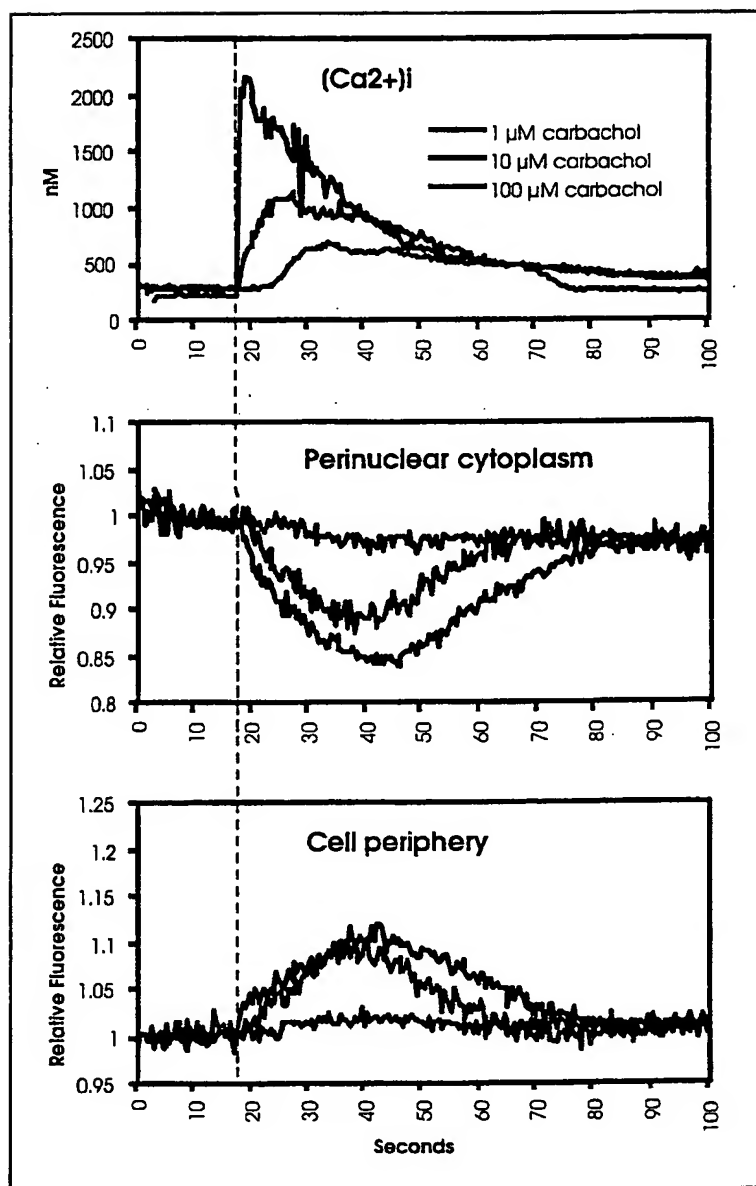 2500
2000
1500
1000
500
0
nM
(Ca2+)i
1 µM carbachol
10 µM carbachol
100 µM carbachol
0 10 20 30 40 50 60 70 80 90 100
1.1
1.05
1
0.95
0.9
0.85
0.8
Relative Fluorescence
Perinuclear cytoplasm
0 10 20 30 40 50 60 70 80 90 100
1.25
1.2
1.15
1.1
1.05
1
0.95
Relative Fluorescence
Cell periphery
0 10 20 30 40 50 60 70 80 90 100
Seconds